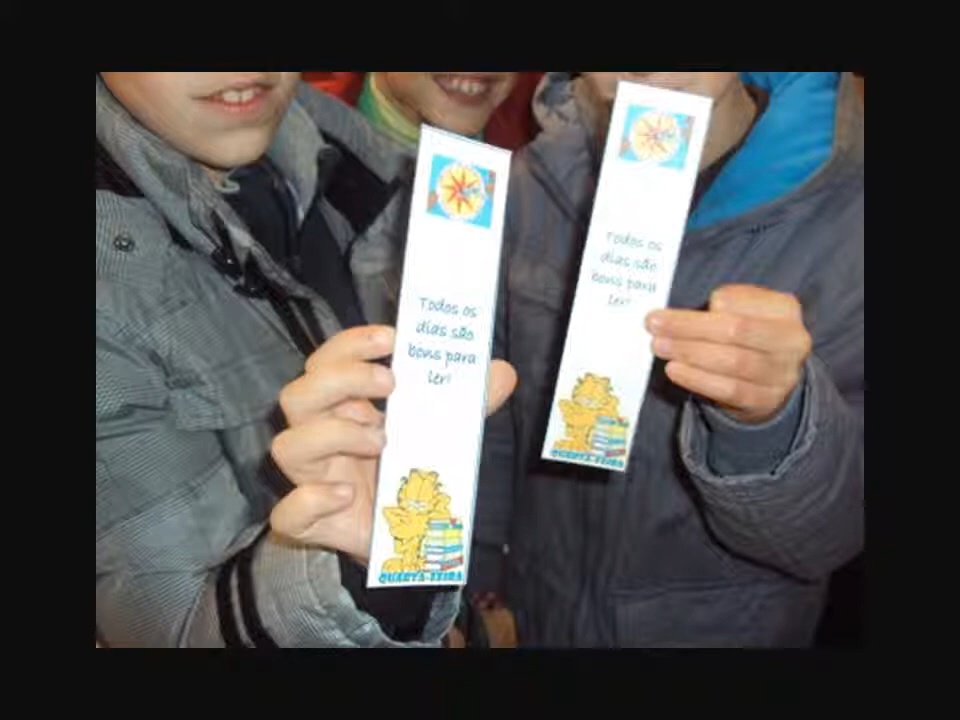 Todos os
dias são
bons para
ler!
QUARTA-FEIRA
Todos os
dias são
bons para
ler!
QUARTA-FEIRA